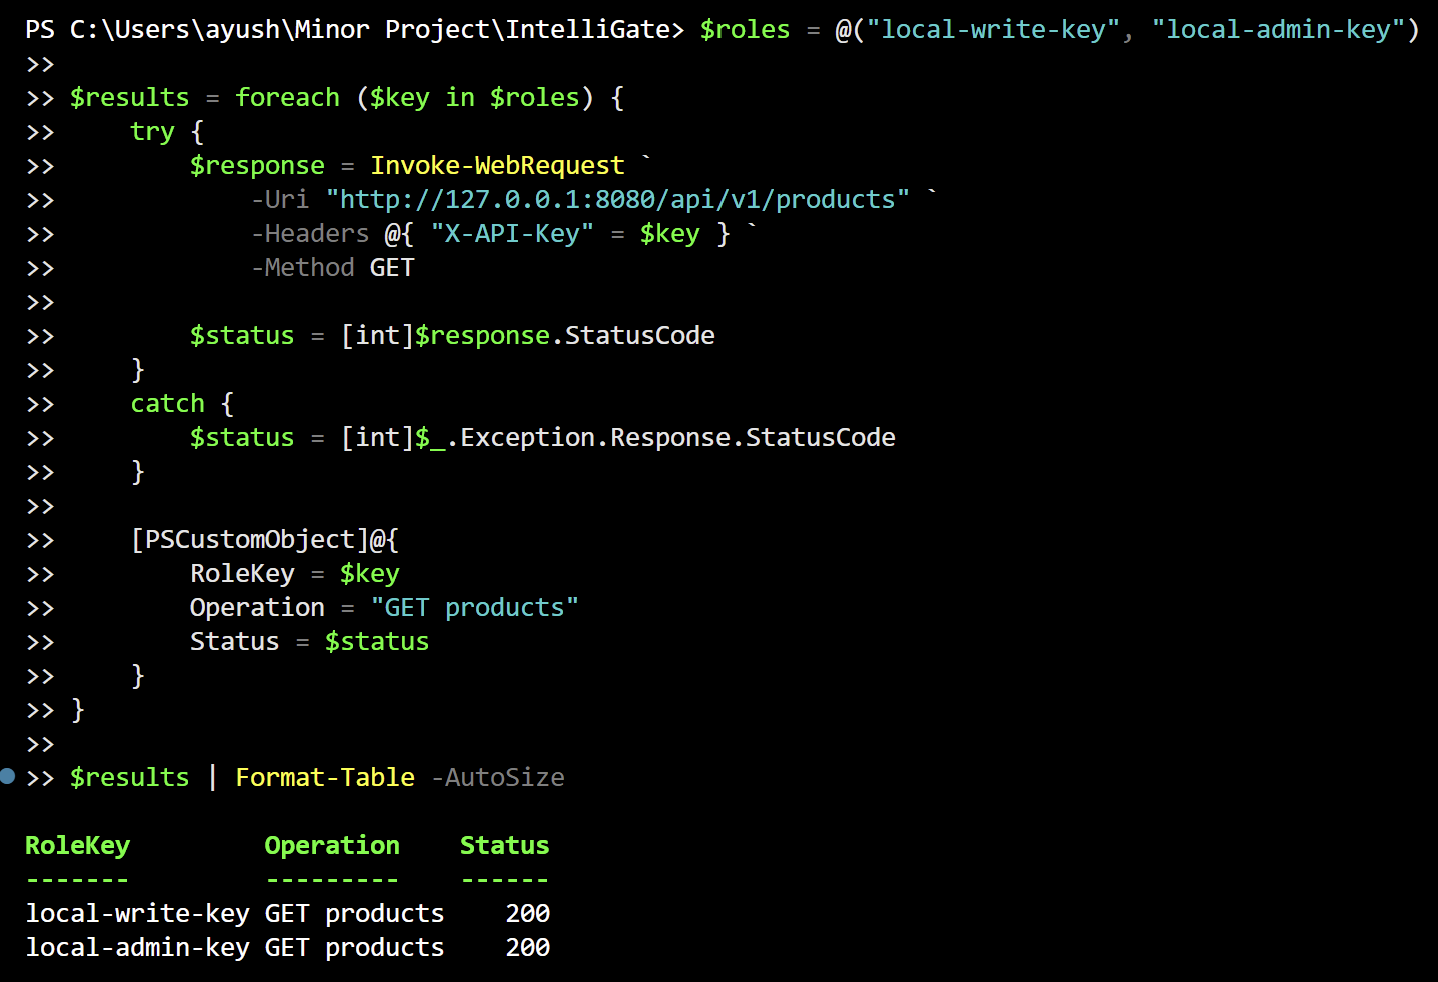 PS C:\Users\ayush\Minor Project\IntelliGate> $roles = @("local-write-key", "local-admin-key")
>>
>> $results = foreach ($key in $roles) {
>>     try {
>>         $response = Invoke-WebRequest `
>>             -Uri "http://127.0.0.1:8080/api/v1/products" `
>>             -Headers @{ "X-API-Key" = $key } `
>>             -Method GET
>>
>>         $status = [int]$response.StatusCode
>>     }
>>     catch {
>>         $status = [int]$_.Exception.Response.StatusCode
>>     }
>>
>>     [PSCustomObject]@{
>>         RoleKey = $key
>>         Operation = "GET products"
>>         Status = $status
>>     }
>> }
>>
>> $results | Format-Table -AutoSize

RoleKey         Operation    Status
-------         ---------    ------
local-write-key GET products    200
local-admin-key GET products    200